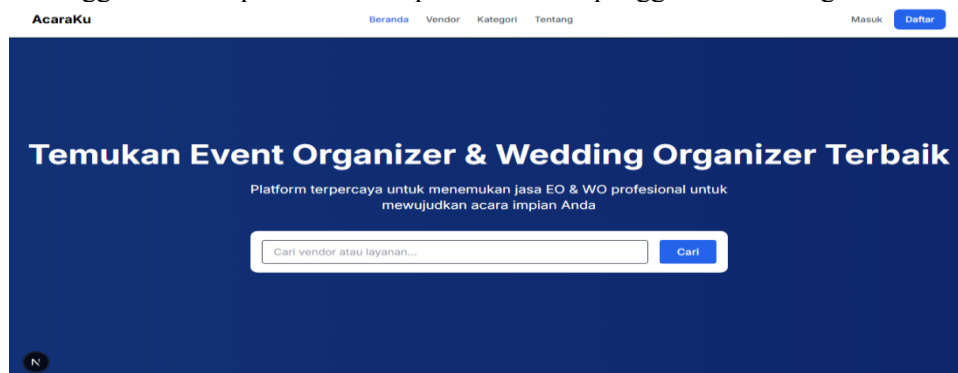 AcaraKu
Beranda Vendor Kategori Tentang
Masuk Daftar
Temukan Event Organizer & Wedding Organizer Terbaik
Platform terpercaya untuk menemukan jasa EO & WO profesional untuk
mewujudkan acara impian Anda
Cari vendor atau layanan...
Cari
N